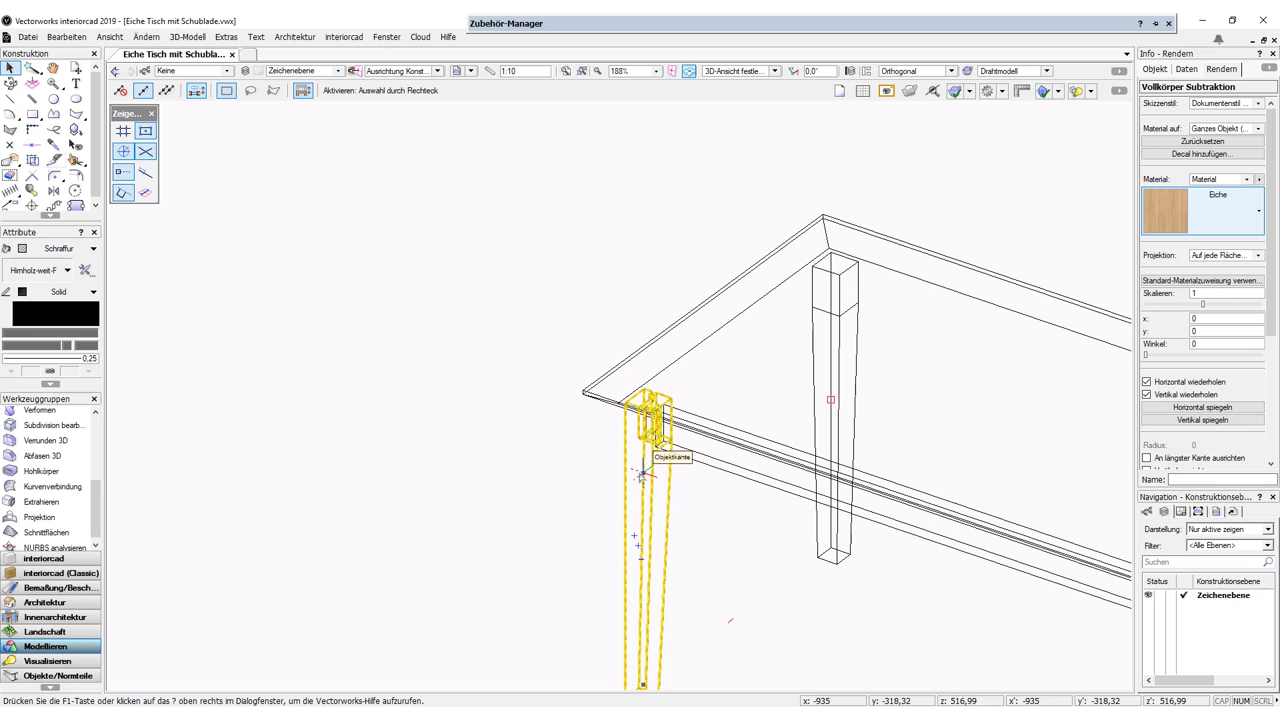 Vectorworks interiorcad 2019 - [Eiche Tisch mit Schublade.vwx]
Zubehör-Manager
Datei Bearbeiten Ansicht Ändern 3D-Modell Extras Text Architektur interiorcad Fenster Cloud Hilfe
Konstruktion
Eiche Tisch mit Schubla...
Info - Rendern
Keine Zeichenebene Ausrichtung Konst... 1:10 188% 3D-Ansicht festle... 0,0° Orthogonal Drahtmodell
Objekt Daten Rendern
Aktivieren: Auswahl durch Rechteck
Vollkörper Subtraktion
Skizzenstil: Dokumentenstil ...
Zeige...
Material auf: Ganzes Objekt (...
Zurücksetzen
Decal hinzufügen...
Material: Material
Eiche
Attribute
Schraffur
Hirnholz-weit-F
Solid
0,25
Projektion: Auf jede Fläche...
Standard-Materialzuweisung verwen...
Skalieren: 1
x: 0
y: 0
Winkel: 0
Horizontal wiederholen
Vertikal wiederholen
Horizontal spiegeln
Vertikal spiegeln
Radius: 0
An längster Kante ausrichten
Name:
Werkzeuggruppen
Verformen
Subdivision bearb...
Verrunden 3D
Abfasen 3D
Hohlkörper
Kurvenverbindung
Extrahieren
Projektion
Schnittflächen
NURBS analysieren
interiorcad
interiorcad (Classic)
Bemaßung/Besch...
Architektur
Innenarchitektur
Landschaft
Modellieren
Visualisieren
Objekte/Normteile
Objektkante
Navigation - Konstruktionseb...
Darstellung: Nur aktive zeigen
Filter: <Alle Ebenen>
Suchen
Status Konstruktionsebene
Zeichenebene
Drücken Sie die F1-Taste oder klicken auf das ? oben rechts im Dialogfenster, um die Vectorworks-Hilfe aufzurufen.
x: -935 y: -318,32 z: 516,99 x': -935 y': -318,32 z': 516,99 CAP NUM SCRL